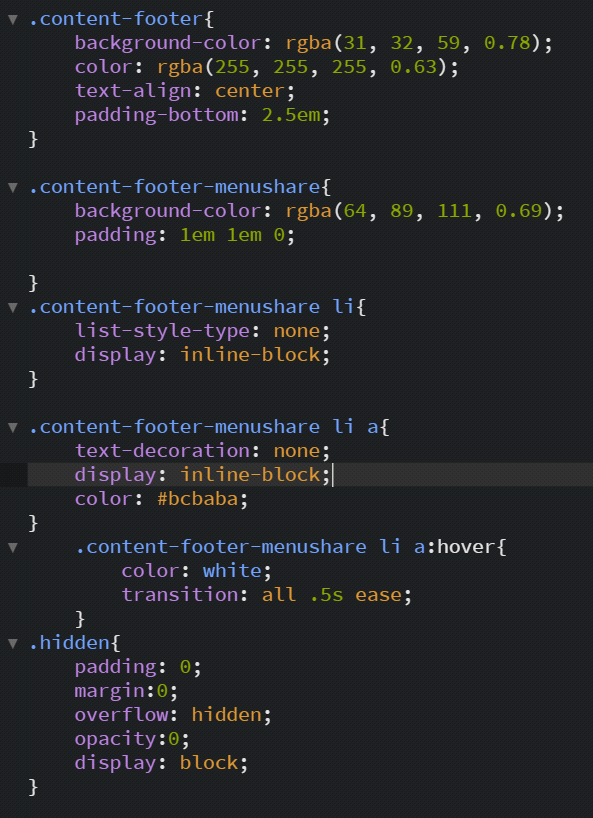 .content-footer{
    background-color: rgba(31, 32, 59, 0.78);
    color: rgba(255, 255, 255, 0.63);
    text-align: center;
    padding-bottom: 2.5em;
}

.content-footer-menushare{
    background-color: rgba(64, 89, 111, 0.69);
    padding: 1em 1em 0;

}
.content-footer-menushare li{
    list-style-type: none;
    display: inline-block;
}

.content-footer-menushare li a{
    text-decoration: none;
    display: inline-block;
    color: #bcbaba;
}
    .content-footer-menushare li a:hover{
        color: white;
        transition: all .5s ease;
    }
.hidden{
    padding: 0;
    margin:0;
    overflow: hidden;
    opacity:0;
    display: block;
}